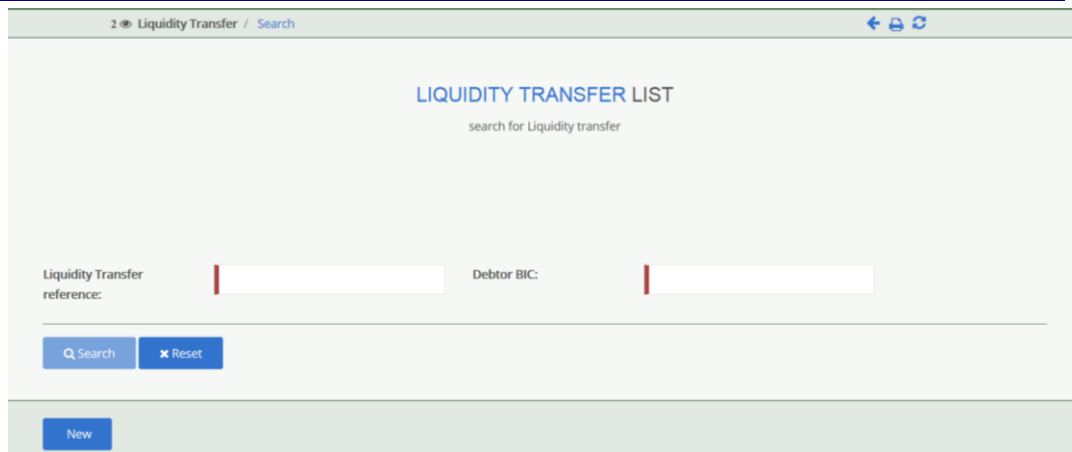 2 Liquidity Transfer / Search
LIQUIDITY TRANSFER LIST
search for Liquidity transfer
Liquidity Transfer
reference:
Debtor BIC:
Search
Reset
New